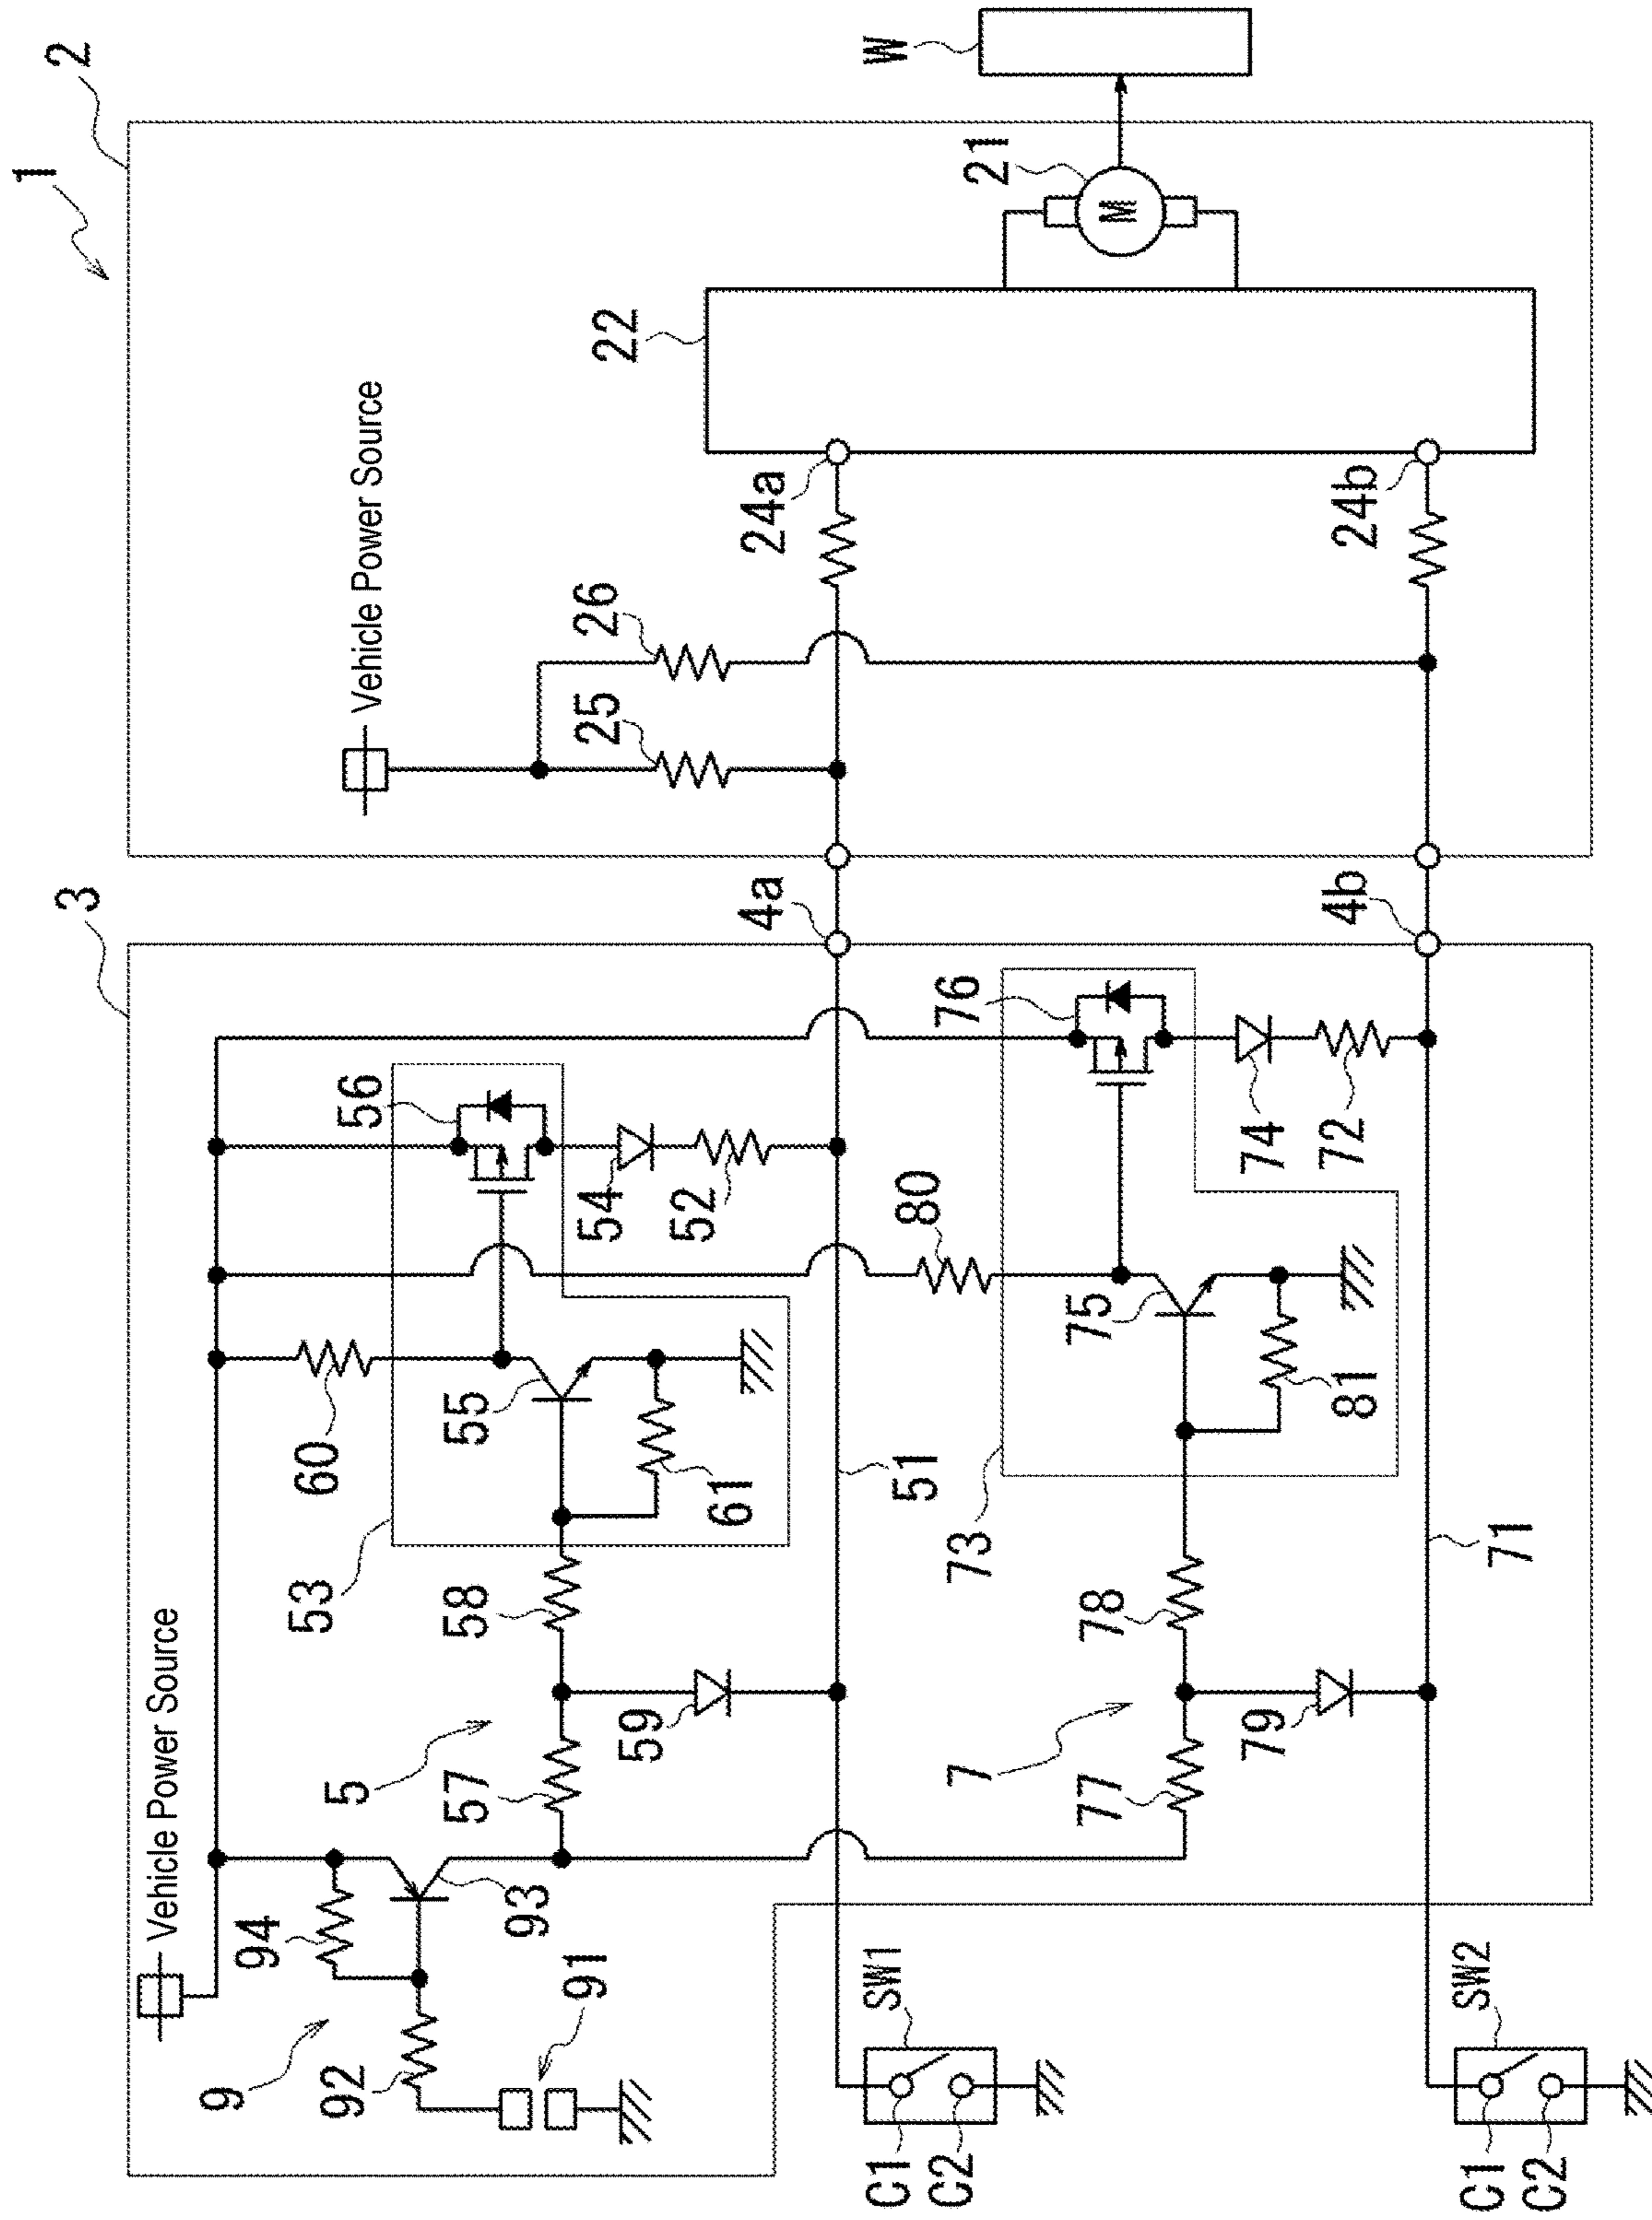 1
2
W
21
M
22
Vehicle Power Source
24a
24b
26
25
3
4a
4b
76
56
74
72
54
52
80
75
55
60
81
61
51
53
73
71
58
78
5
59
7
79
57
77
Vehicle Power Source
93
94
91
SW1
SW2
9
92
C1
C2
C1
C2